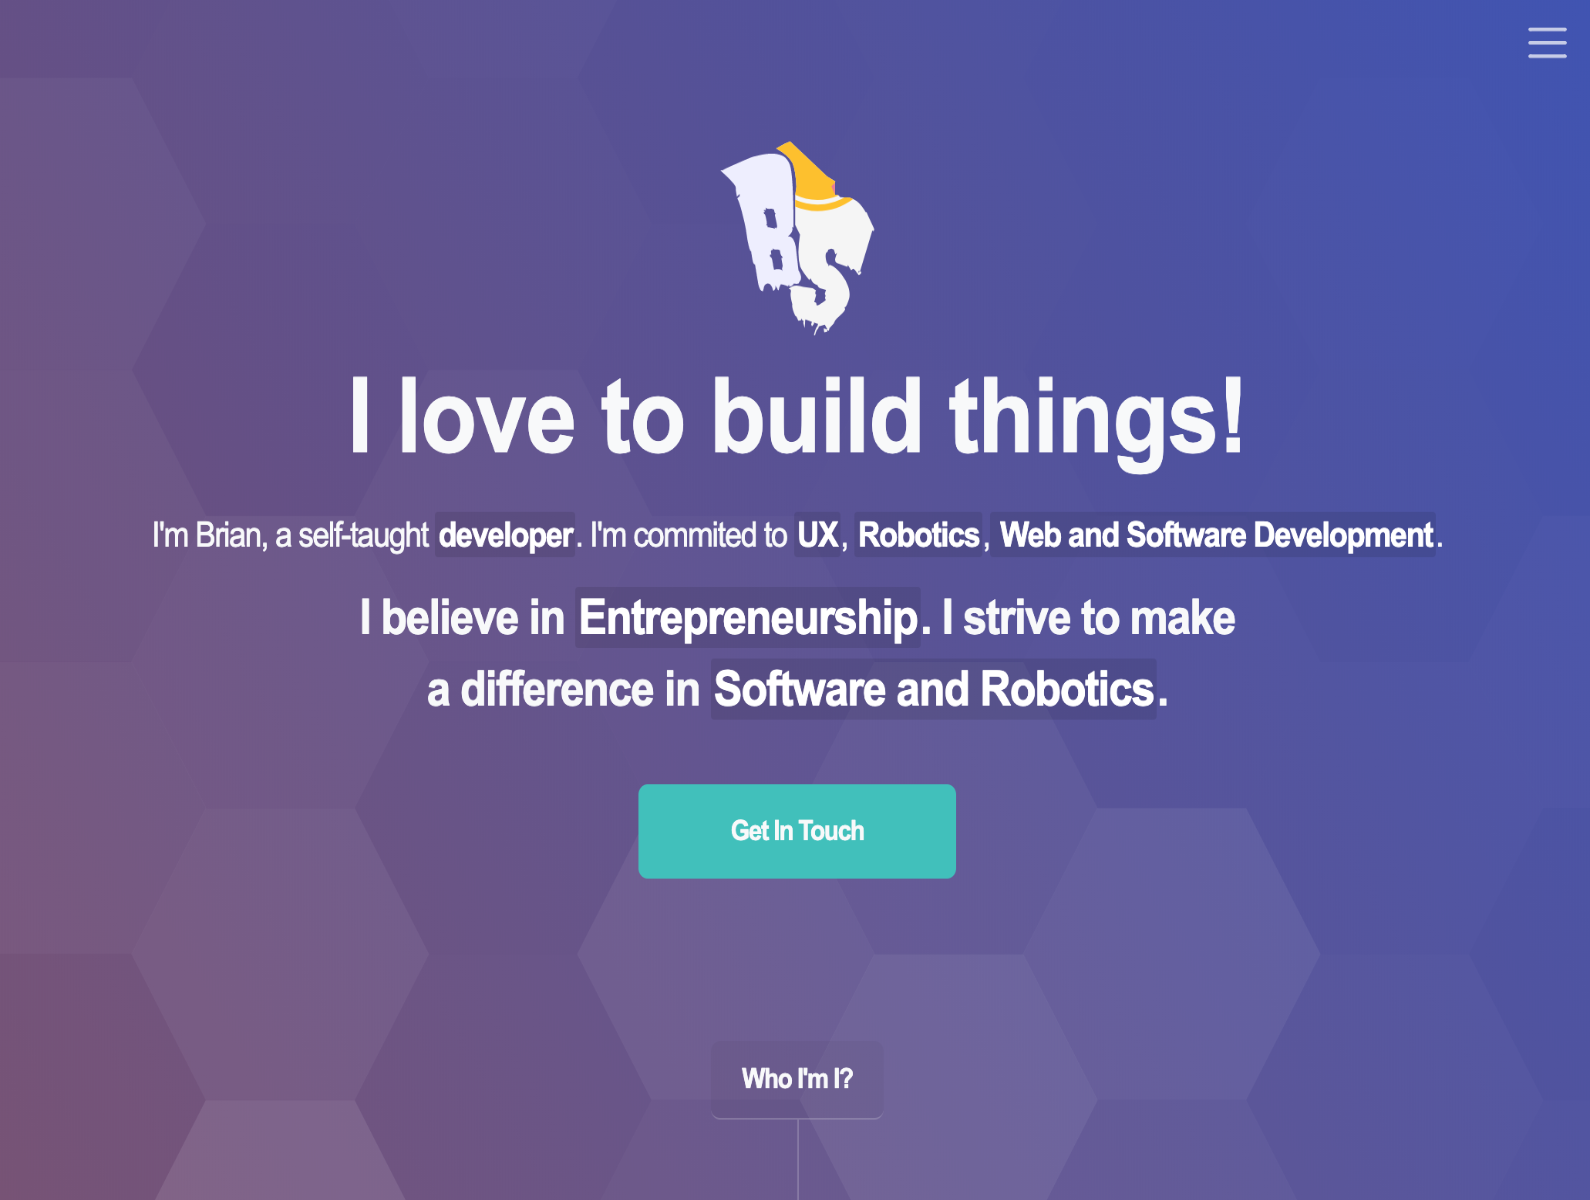 BS
I love to build things!
I'm Brian, a self-taught developer. I'm commited to UX, Robotics, Web and Software Development.
I believe in Entrepreneurship. I strive to make
a difference in Software and Robotics.
Get In Touch
Who I'm I?